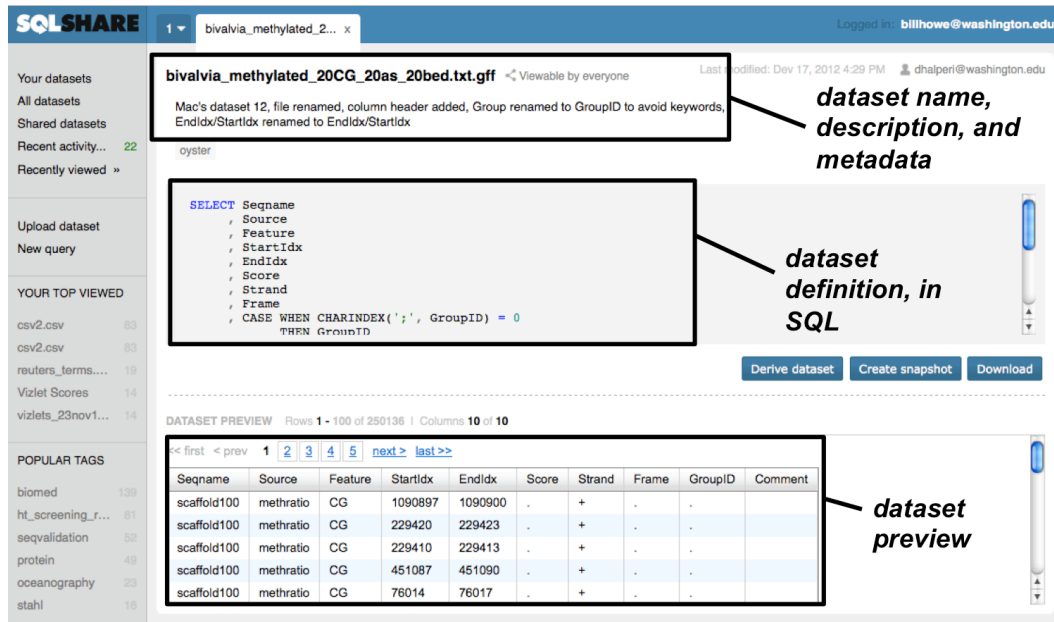 SQLSHARE
1
bivalvia_methylated_2... x
Logged in: billhowe@washington.edu
Your datasets
All datasets
Shared datasets
Recent activity... 22
Recently viewed »
Upload dataset
New query
YOUR TOP VIEWED
csv2.csv 83
csv2.csv 83
reuters_terms.... 19
Vizlet Scores 14
vizlets_23nov1... 14
POPULAR TAGS
biomed 139
ht_screening_r... 81
seqvalidation 52
protein 49
oceanography 23
stahl 16
bivalvia_methylated_20CG_20as_20bed.txt.gff Viewable by everyone
Last modified: Dev 17, 2012 4:29 PM dhalperi@washington.edu
Mac's dataset 12, file renamed, column header added, Group renamed to GroupID to avoid keywords,
EndIdx/StartIdx renamed to EndIdx/StartIdx
oyster
dataset name,
description, and
metadata
SELECT Seqname
, Source
, Feature
, StartIdx
, EndIdx
, Score
, Strand
, Frame
, CASE WHEN CHARINDEX(';', GroupID) = 0
THEN GroupID
dataset
definition, in
SQL
Derive dataset Create snapshot Download
DATASET PREVIEW Rows 1 - 100 of 250136 | Columns 10 of 10
<< first < prev 1 2 3 4 5 next > last >>
Seqname Source Feature StartIdx EndIdx Score Strand Frame GroupID Comment
scaffold100 methratio CG 1090897 1090900 . + . .
scaffold100 methratio CG 229420 229423 . + . .
scaffold100 methratio CG 229410 229413 . + . .
scaffold100 methratio CG 451087 451090 . + . .
scaffold100 methratio CG 76014 76017 . + . .
dataset
preview